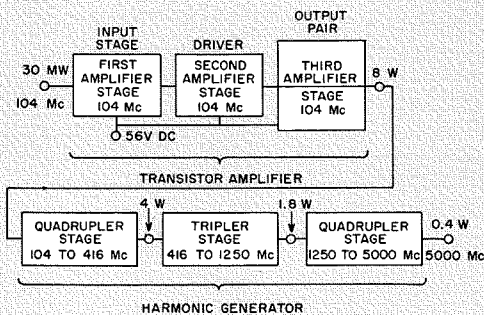 INPUT
STAGE
DRIVER
OUTPUT
PAIR
30 MW
104 Mc
FIRST
AMPLIFIER
STAGE
104 Mc
SECOND
AMPLIFIER
STAGE
104 Mc
THIRD
AMPLIFIER
STAGE
104 Mc
8 W
56V DC
TRANSISTOR AMPLIFIER
QUADRUPLER
STAGE
104 TO 416 Mc
4 W
TRIPLER
STAGE
416 TO 1250 Mc
1.8 W
QUADRUPLER
STAGE
1250 TO 5000 Mc
0.4 W
5000 Mc
HARMONIC GENERATOR